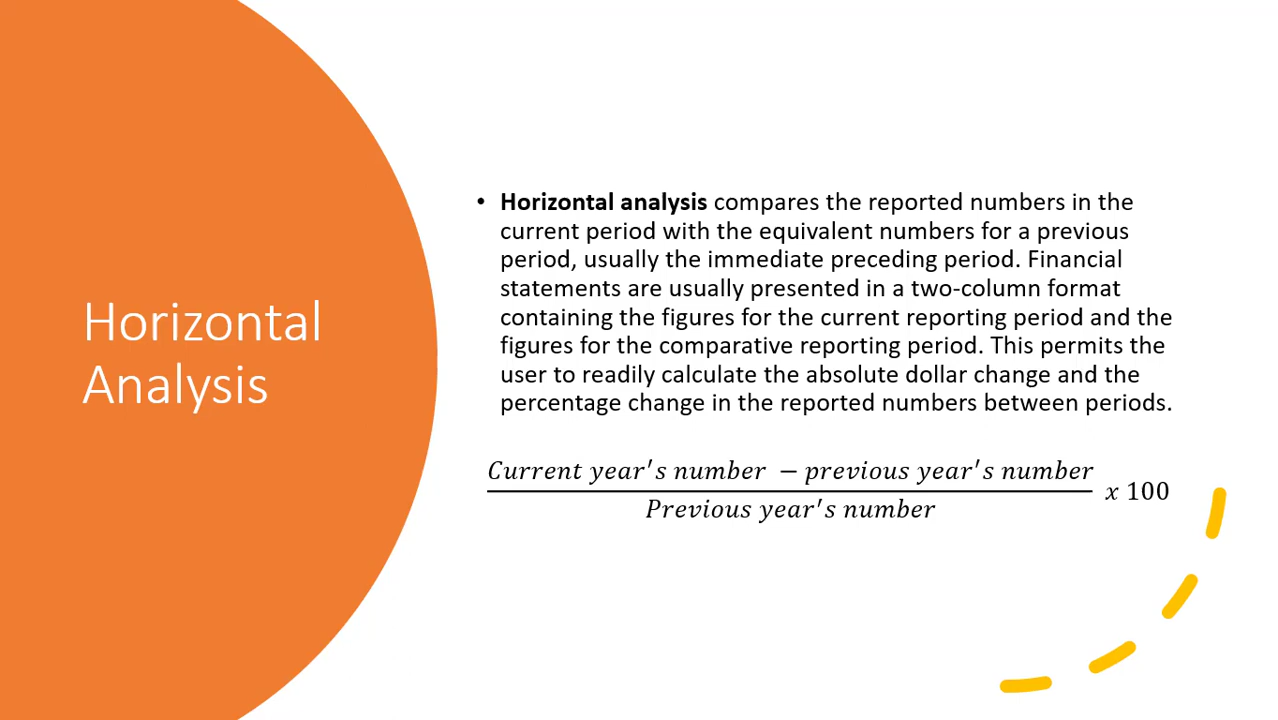 Horizontal
Analysis
• Horizontal analysis compares the reported numbers in the
current period with the equivalent numbers for a previous
period, usually the immediate preceding period. Financial
statements are usually presented in a two-column format
containing the figures for the current reporting period and the
figures for the comparative reporting period. This permits the
user to readily calculate the absolute dollar change and the
percentage change in the reported numbers between periods.
Current year's number − previous year's number
Previous year's number
x 100